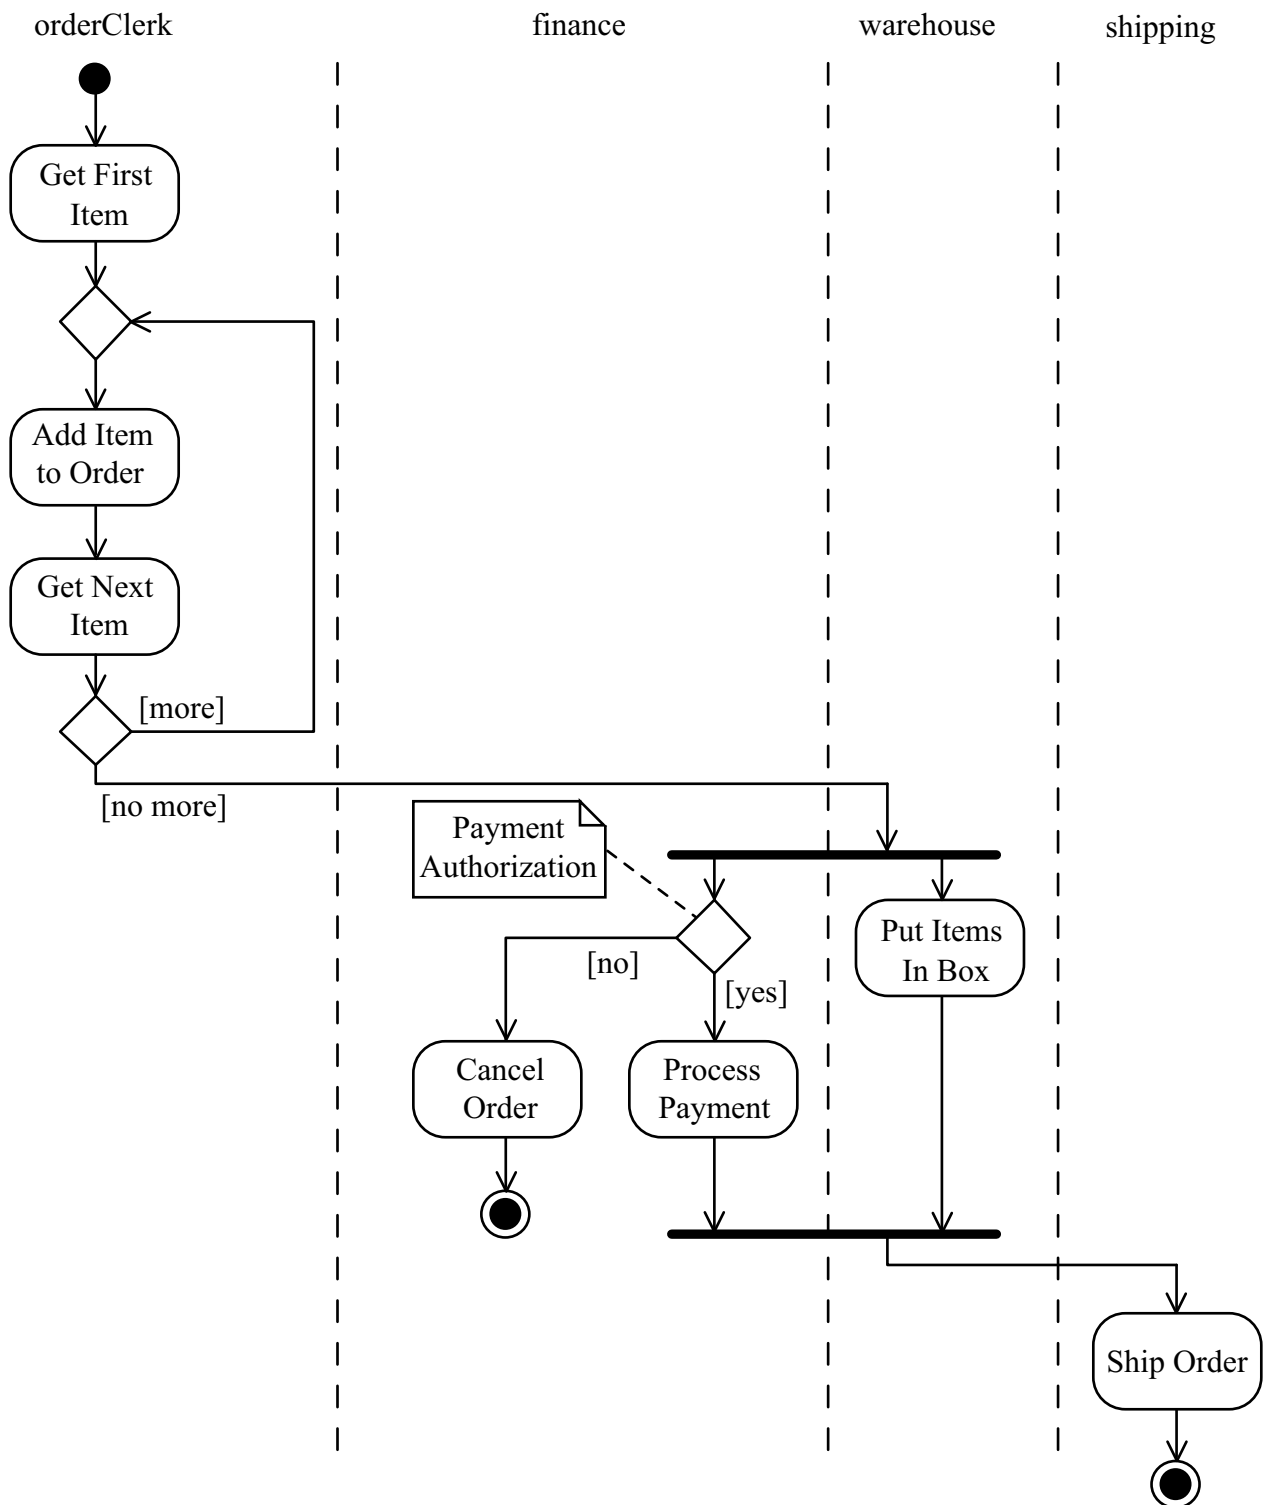 orderClerk
finance
warehouse
shipping
Get First
Item
Add Item
to Order
Get Next
Item
[more]
[no more]
Payment
Authorization
Put Items
In Box
[no]
[yes]
Cancel
Order
Process
Payment
Ship Order